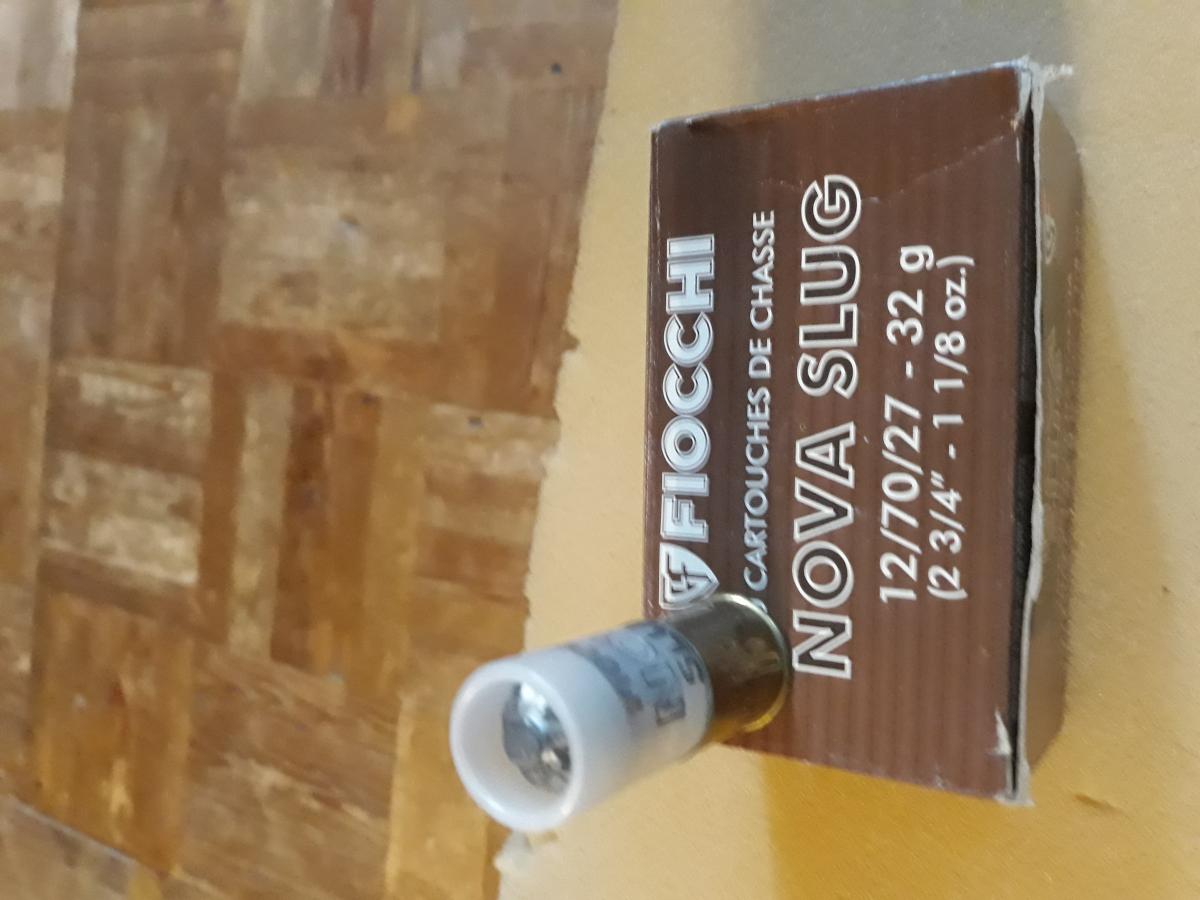 FIOCCHI
CARTOUCHES DE CHASSE
NOVA SLUG
12/70/27 - 32 g
(2 3/4" - 1 1/8 oz.)